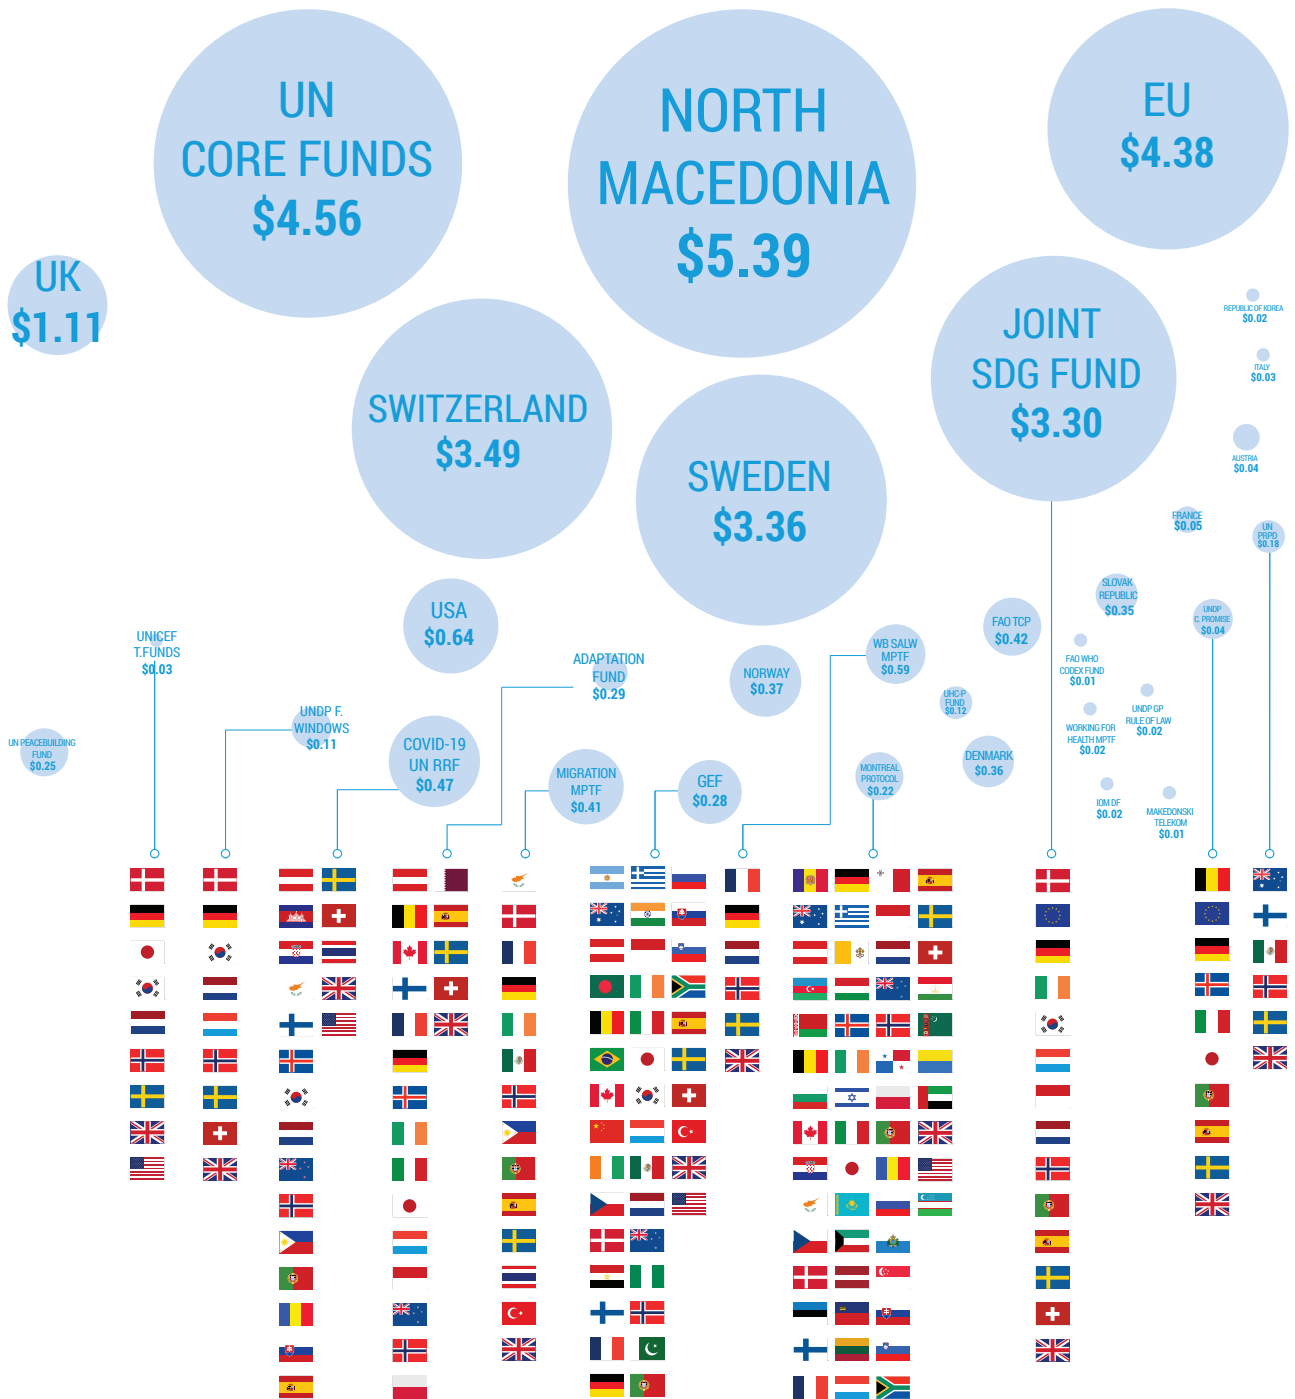 UN
CORE FUNDS
$4.56
NORTH
MACEDONIA
$5.39
EU
$4.38
UK
$1.11
SWITZERLAND
$3.49
SWEDEN
$3.36
JOINT
SDG FUND
$3.30
REPUBLIC OF KOREA
$0.02
ITALY
$0.03
AUSTRIA
$0.04
FRANCE
$0.05
UN
PRPD
$0.18
USA
$0.64
UNICEF
T.FUNDS
$0.03
ADAPTATION
FUND
$0.29
NORWAY
$0.37
WB SALW
MPTF
$0.59
FAO TCP
$0.42
SLOVAK
REPUBLIC
$0.35
UNDP
C. PROMISE
$0.04
FAO WHO
CODEX FUND
$0.01
UHC-P
FUND
$0.12
UNDP GP
RULE OF LAW
$0.02
WORKING FOR
HEALTH MPTF
$0.02
UN PEACEBUILDING
FUND
$0.25
UNDP F.
WINDOWS
$0.11
COVID-19
UN RRF
$0.47
MIGRATION
MPTF
$0.41
GEF
$0.28
MONTREAL
PROTOCOL
$0.22
DENMARK
$0.36
IOM DF
$0.02
MAKEDONSKI
TELEKOM
$0.01